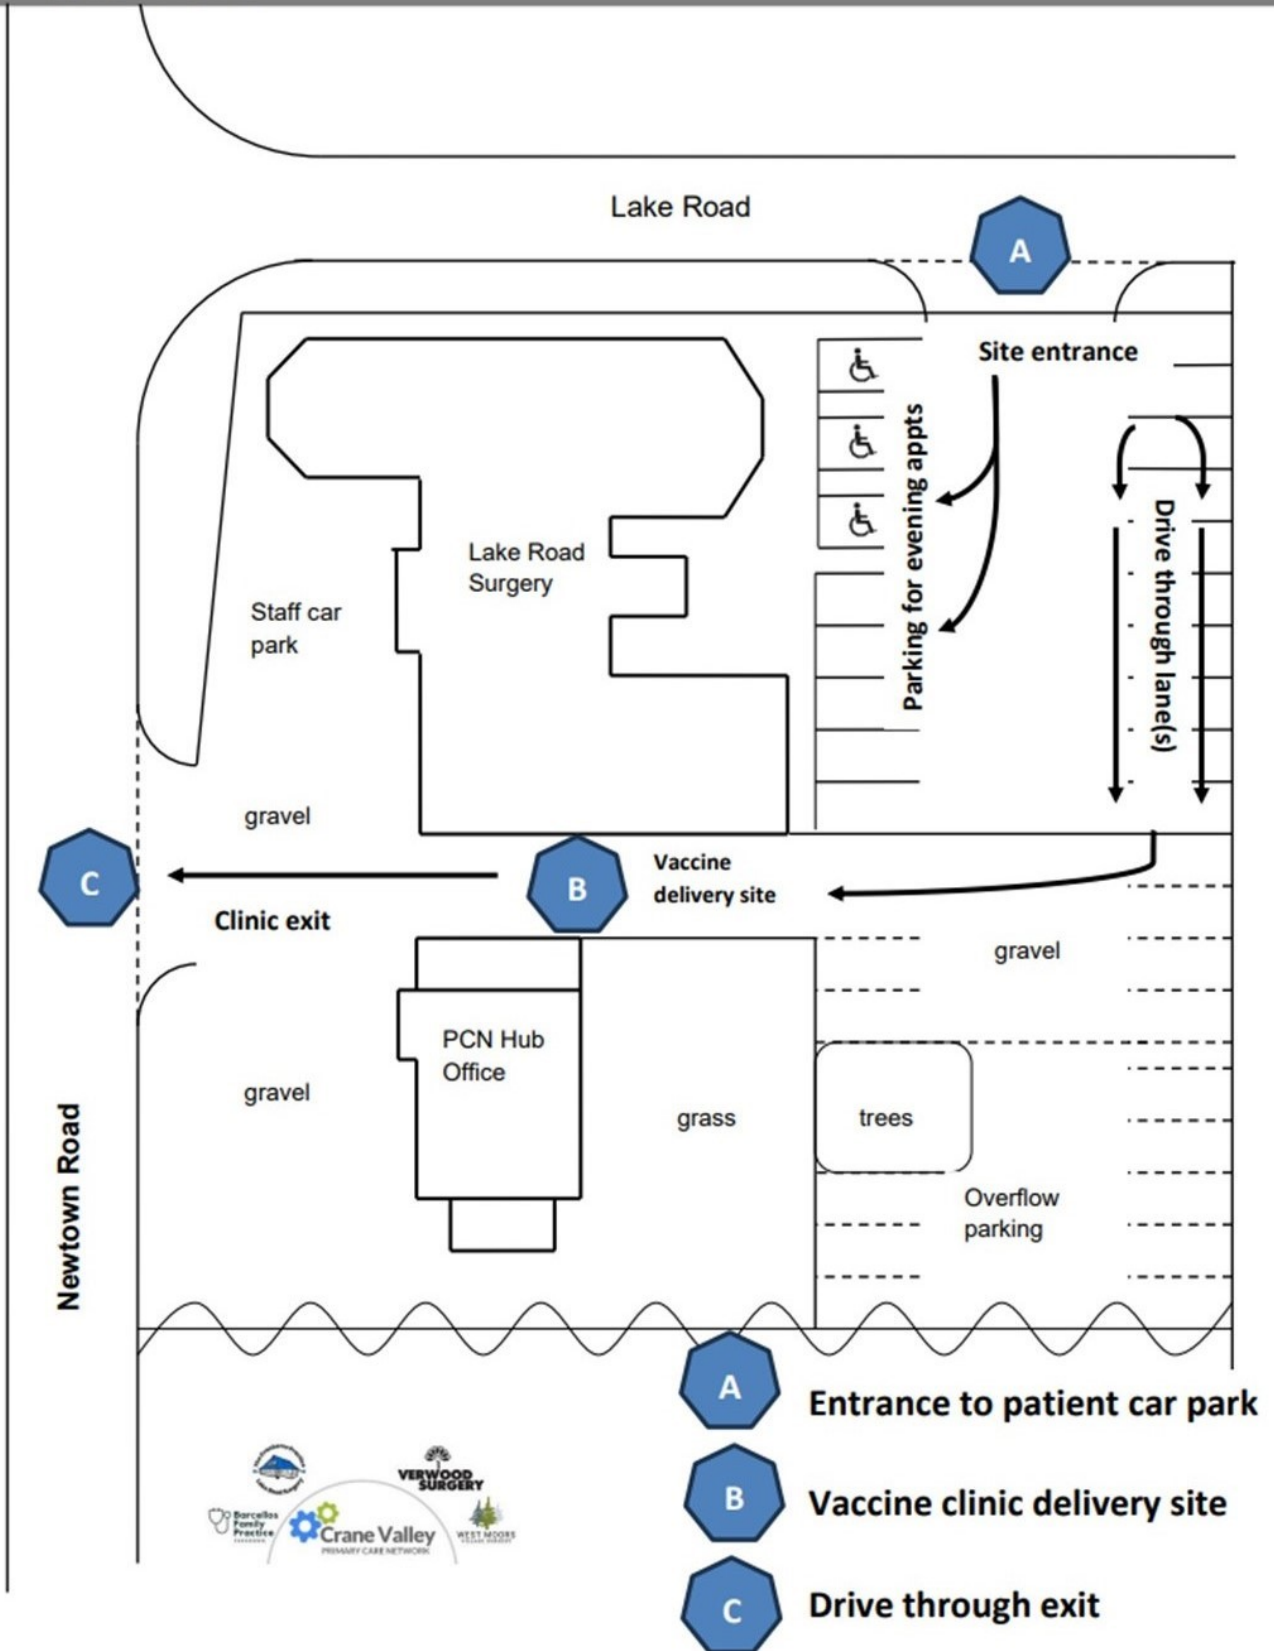 Lake Road
A
Site entrance
Parking for evening appts
Drive through lane(s)
Lake Road
Surgery
Staff car
park
gravel
C
B
Vaccine
delivery site
Clinic exit
gravel
PCN Hub
Office
gravel
grass
trees
Overflow
parking
Newtown Road
A
Entrance to patient car park
B
Vaccine clinic delivery site
C
Drive through exit
VERWOOD
SURGERY
Barcellos
Family
Practice
Crane Valley
PRIMARY CARE NETWORK
WEST MOORS